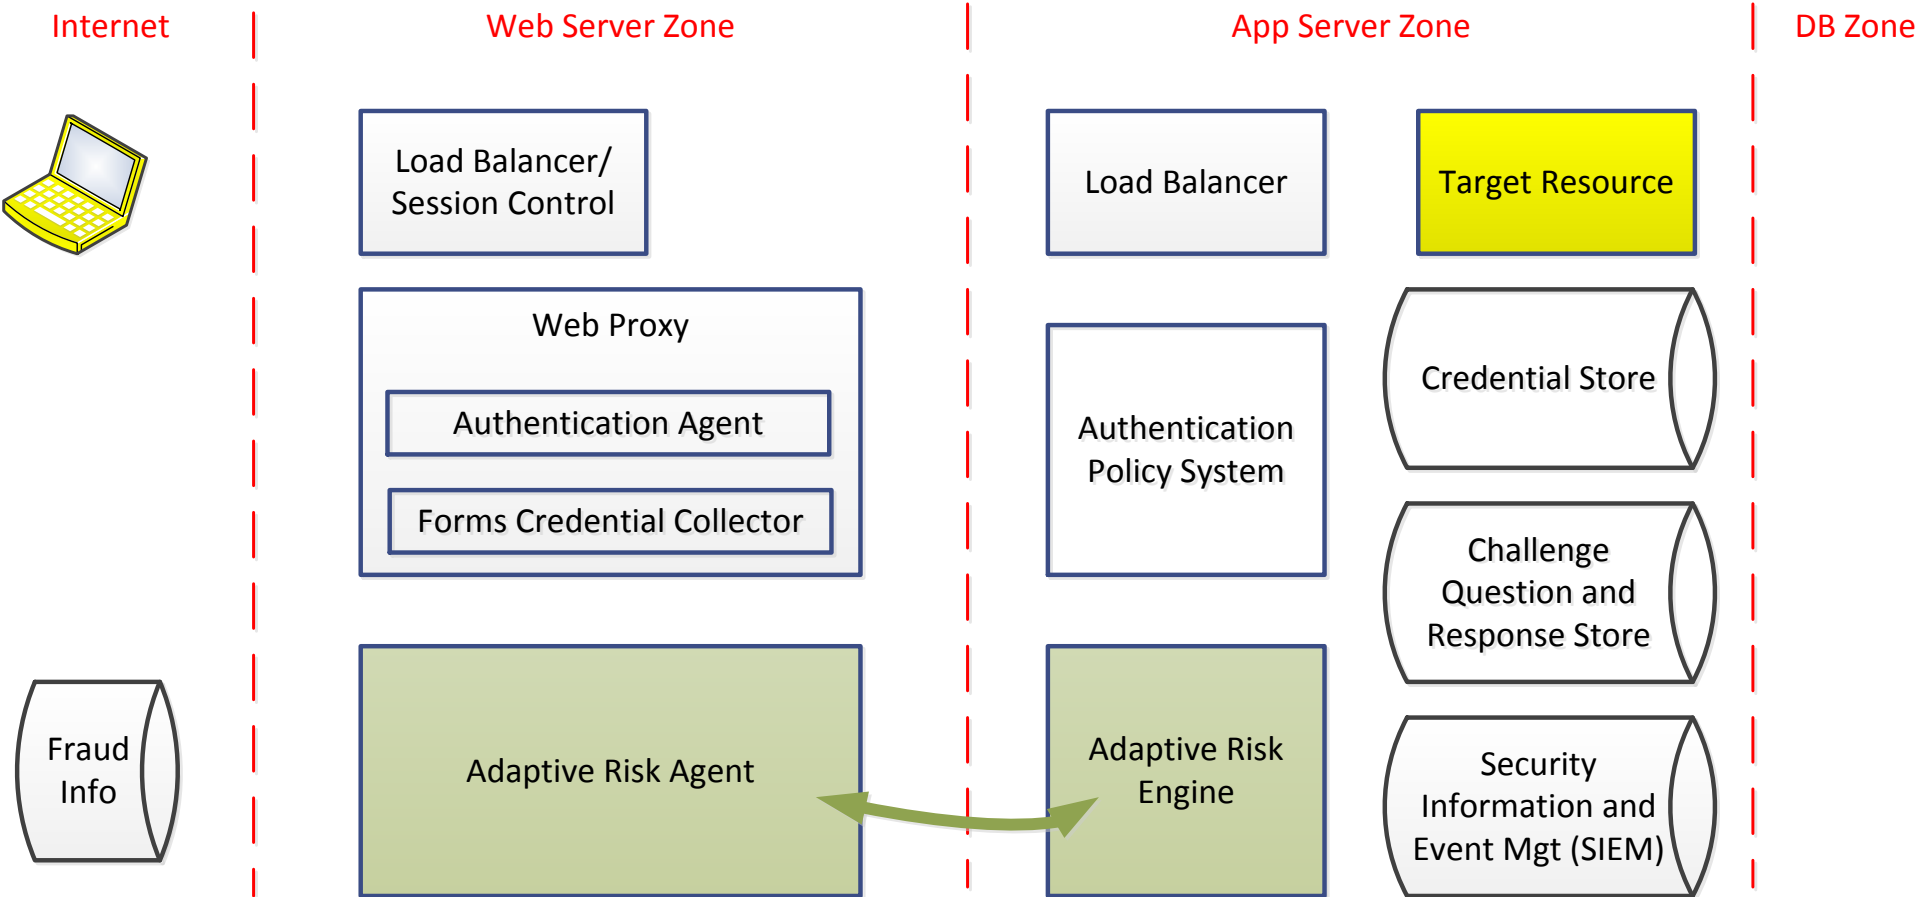 Internet
Web Server Zone
App Server Zone
DB Zone
Load Balancer/
Session Control
Load Balancer
Target Resource
Web Proxy
Authentication Agent
Forms Credential Collector
Authentication
Policy System
Credential Store
Challenge
Question and
Response Store
Fraud
Info
Adaptive Risk Agent
Adaptive Risk
Engine
Security
Information and
Event Mgt (SIEM)